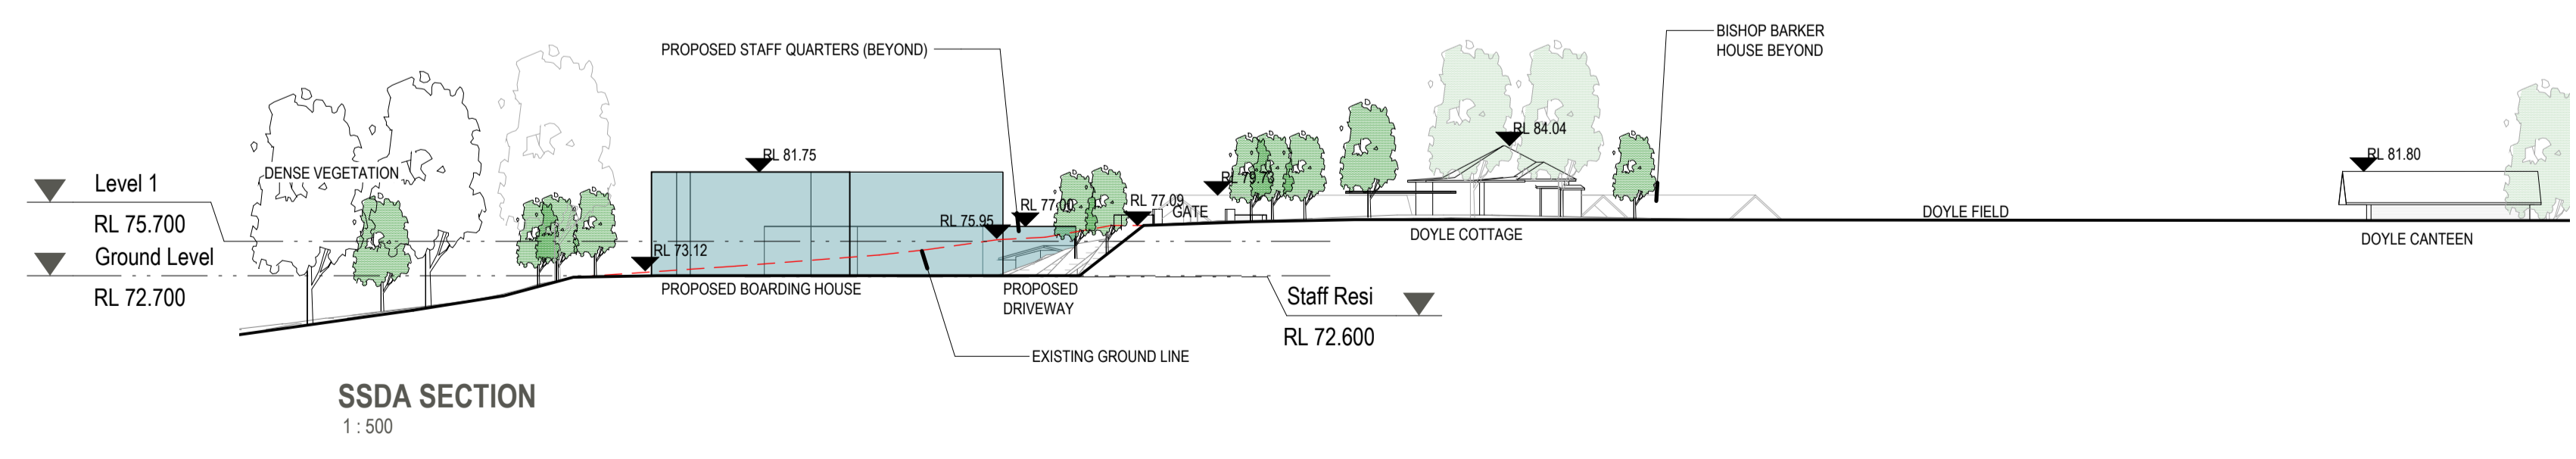 BISHOP BARKER
HOUSE BEYOND
PROPOSED STAFF QUARTERS (BEYOND)
RL 84.04
RL 81.75
RL 81.80
DENSE VEGETATION
RL 79.73
Level 1
RL 75.700
RL 77.00
RL 77.09
GATE
RL 75.95
DOYLE FIELD
DOYLE COTTAGE
DOYLE CANTEEN
Ground Level
RL 72.700
RL 73.12
PROPOSED BOARDING HOUSE
PROPOSED
DRIVEWAY
Staff Resi
RL 72.600
EXISTING GROUND LINE
SSDA SECTION
1 : 500